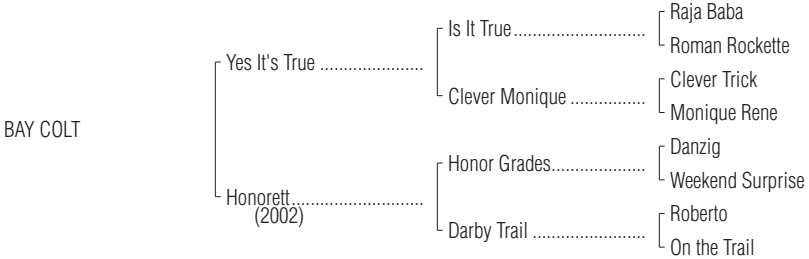 Raja Baba
Is It True
Roman Rockette
Yes It's True
Clever Trick
Clever Monique
Monique Rene
BAY COLT
Danzig
Honor Grades
Weekend Surprise
Honorett
(2002)
Roberto
Darby Trail
On the Trail